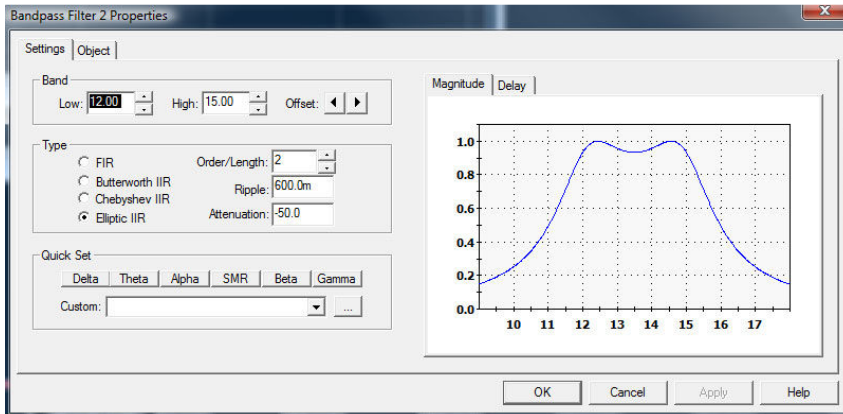 Bandpass Filter 2 Properties
Settings Object
Band
Low: 12.00 High: 15.00 Offset:
Type
FIR
Butterworth IIR
Chebyshev IIR
Elliptic IIR
Order/Length: 2
Ripple: 600.0m
Attenuation: -50.0
Quick Set
Delta Theta Alpha SMR Beta Gamma
Custom: ...
Magnitude Delay
1.0
0.8
0.6
0.4
0.2
0.0
10 11 12 13 14 15 16 17
OK Cancel Apply Help